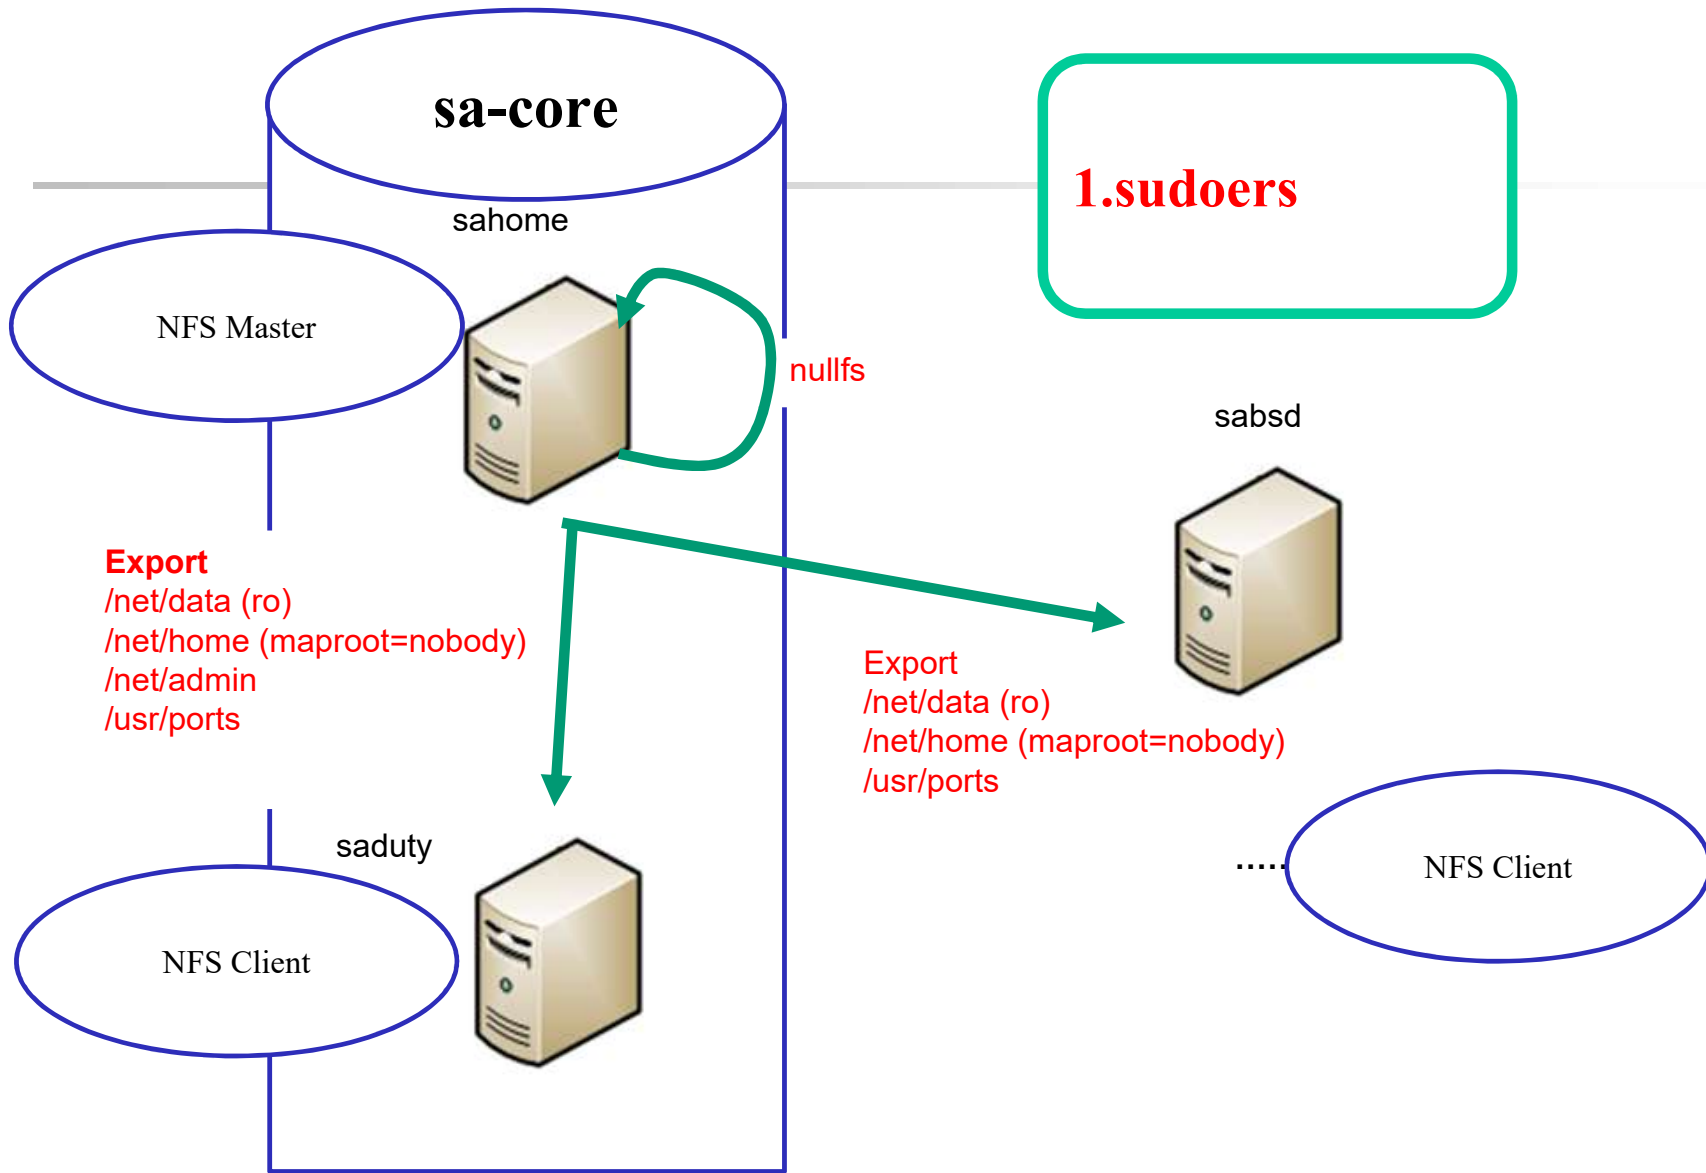 sa-core
1.sudoers
sahome
NFS Master
nullfs
sabsd
Export
/net/data (ro)
/net/home (maproot=nobody)
/net/admin
/usr/ports
Export
/net/data (ro)
/net/home (maproot=nobody)
/usr/ports
saduty
NFS Client
.....
NFS Client